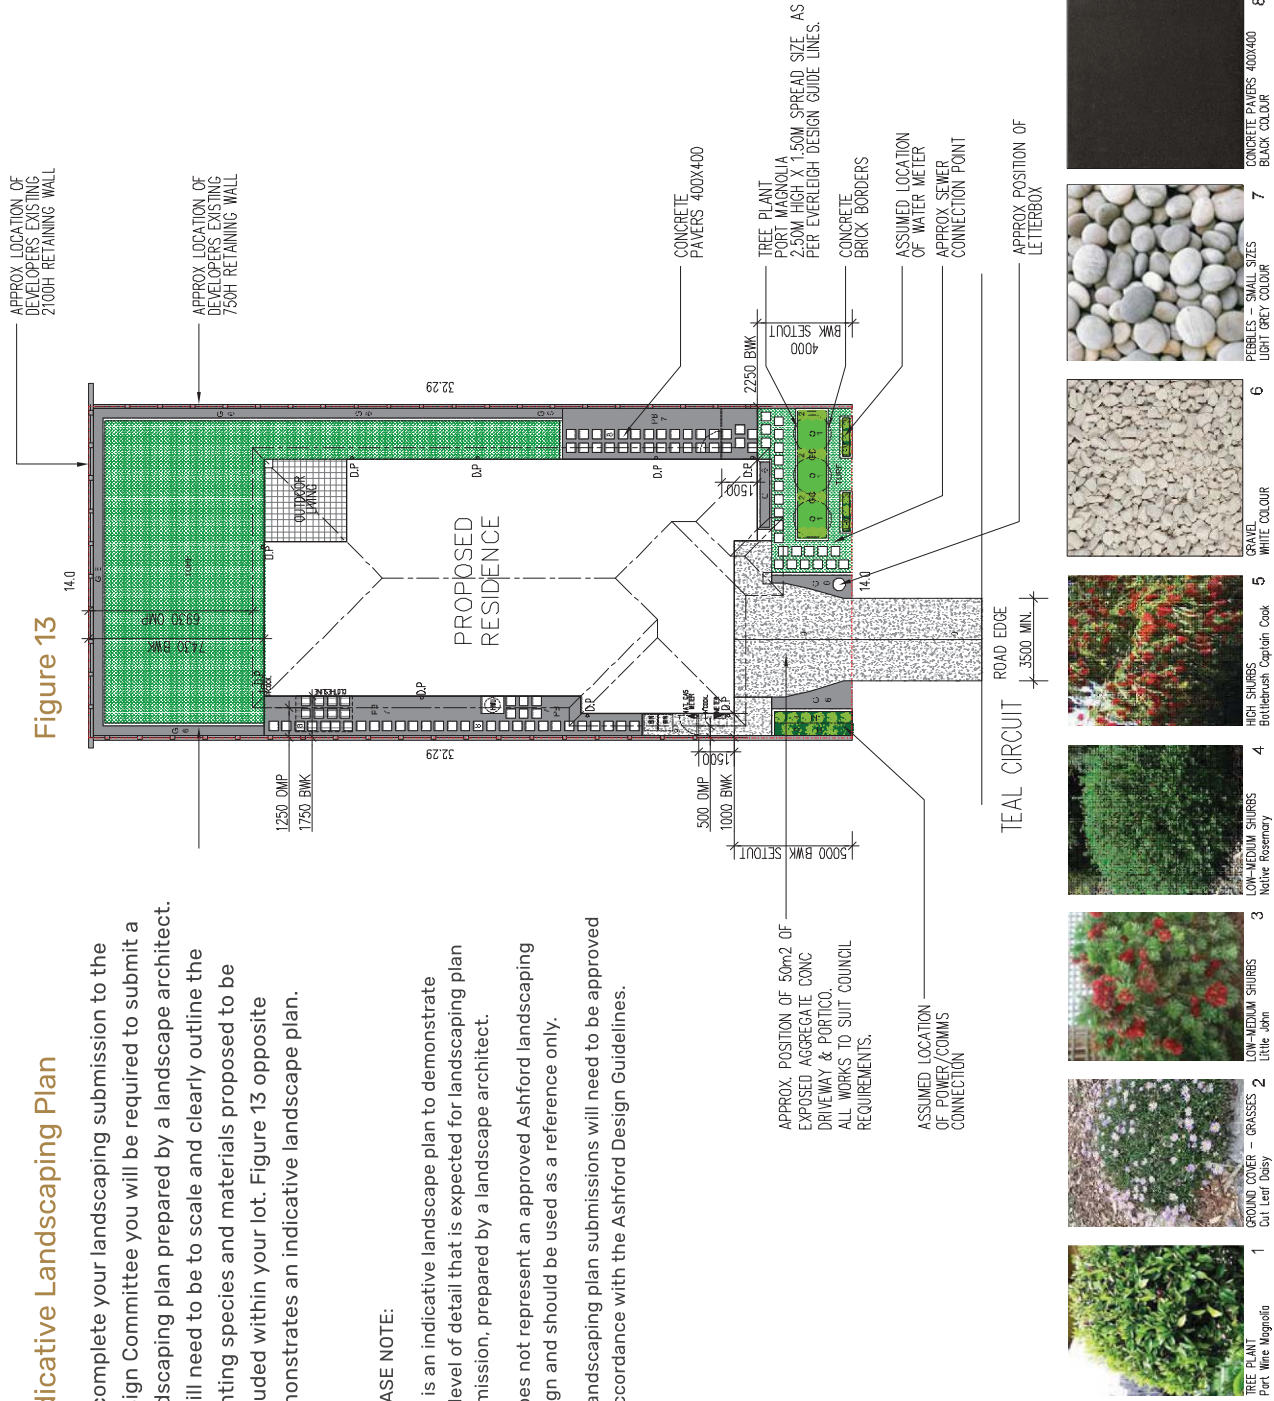 dicative Landscaping Plan
complete your landscaping submission to the
ign Committee you will be required to submit a
dscaping plan prepared by a landscape architect.
ill need to be to scale and clearly outline the
nting species and materials proposed to be
uded within your lot. Figure 13 opposite
nonstrates an indicative landscape plan.
ASE NOTE:
is an indicative landscape plan to demonstrate
level of detail that is expected for landscaping plan
mission, prepared by a landscape architect.
oes not represent an approved Ashford landscaping
gn and should be used as a reference only.
andscaping plan submissions will need to be approved
ccordance with the Ashford Design Guidelines.
Figure 13
APPROX LOCATION OF
DEVELOPERS EXISTING
2100H RETAINING WALL
APPROX LOCATION OF
DEVELOPERS EXISTING
750H RETAINING WALL
14.0
6930 OMP
7430 BWK
TURF
OUTDOOR
LIVING
D.P
D.P
D.P
D.P
D.P
D.P
D.P
D.P
D.P
32.29
32.29
PROPOSED
RESIDENCE
1250 OMP
1750 BWK
CONCRETE
PAVERS 400X400
2250 BWK
4000
BWK SETOUT
1500
1500
500 OMP
1000 BWK
5000 BWK SETOUT
TREE PLANT
PORT MAGNOLIA
2.50M HIGH X 1.50M SPREAD SIZE AS
PER EVERLEIGH DESIGN GUIDE LINES.
CONCRETE
BRICK BORDERS
ASSUMED LOCATION
OF WATER METER
APPROX SEWER
CONNECTION POINT
APPROX POSITION OF
LETTERBOX
TURF
14.0
ROAD EDGE
3500 MIN.
TEAL CIRCUIT
APPROX. POSITION OF 50m2 OF
EXPOSED AGGREGATE CONC
DRIVEWAY & PORTICO.
ALL WORKS TO SUIT COUNCIL
REQUIREMENTS.
ASSUMED LOCATION
OF POWER/COMMS
CONNECTION
TREE PLANT 1
Port Wine Magnolia
GROUND COVER - GRASSES 2
Cut Leaf Daisy
LOW-MEDIUM SHURBS 3
Little John
LOW-MEDIUM SHURBS 4
Native Rosemary
HIGH SHURBS 5
Bottlebrush Captain Cook
GRAVEL 6
WHITE COLOUR
PEBBLES - SMALL SIZES 7
LIGHT GREY COLOUR
CONCRETE PAVERS 400X400 8
BLACK COLOUR